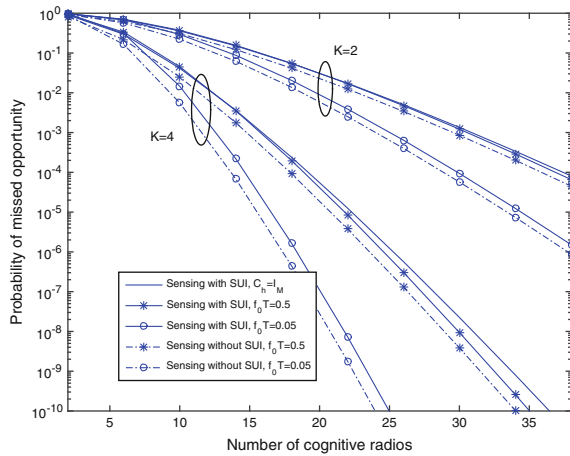 10^0
10^-1
10^-2
10^-3
10^-4
10^-5
10^-6
10^-7
10^-8
10^-9
10^-10
Probability of missed opportunity
K=2
K=4
Sensing with SUI, C_h=I_M
Sensing with SUI, f_0T=0.5
Sensing with SUI, f_0T=0.05
Sensing without SUI, f_0T=0.5
Sensing without SUI, f_0T=0.05
5 10 15 20 25 30 35
Number of cognitive radios